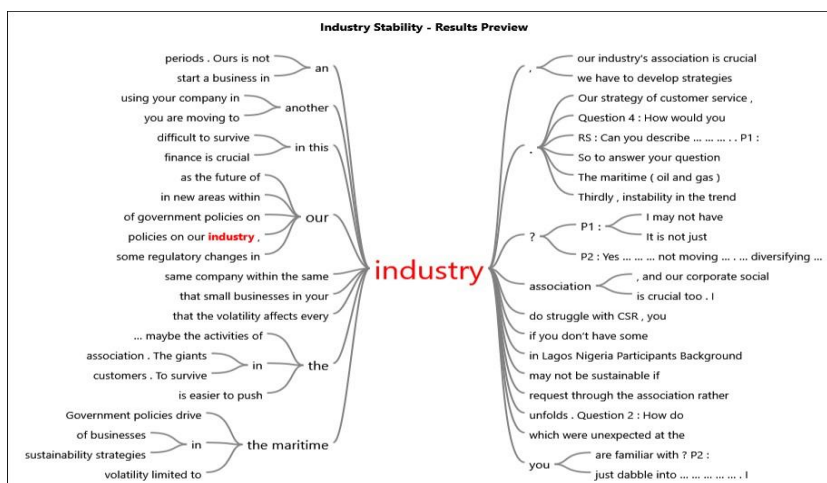 Industry Stability - Results Preview
periods . Ours is not
start a business in
an
using your company in
you are moving to
another
difficult to survive
finance is crucial
in this
as the future of
in new areas within
of government policies on
policies on our industry ,
some regulatory changes in
our
same company within the same
that small businesses in your
that the volatility affects every
... maybe the activities of
association . The giants
customers . To survive
in
is easier to push
the
Government policies drive
of businesses
sustainability strategies
in
volatility limited to
the maritime
industry
,
our industry's association is crucial
we have to develop strategies
.
Our strategy of customer service ,
Question 4 : How would you
RS : Can you describe ... ... ... . . P1 :
So to answer your question
The maritime ( oil and gas )
Thirdly , instability in the trend
?
P1 :
I may not have
It is not just
P2 : Yes ... ... ... not moving ... . ... diversifying ...
association
, and our corporate social
is crucial too . I
do struggle with CSR , you
if you don't have some
in Lagos Nigeria Participants Background
may not be sustainable if
request through the association rather
unfolds . Question 2 : How do
which were unexpected at the
you
are familiar with ? P2 :
just dabble into ... ... ... ... ... . I